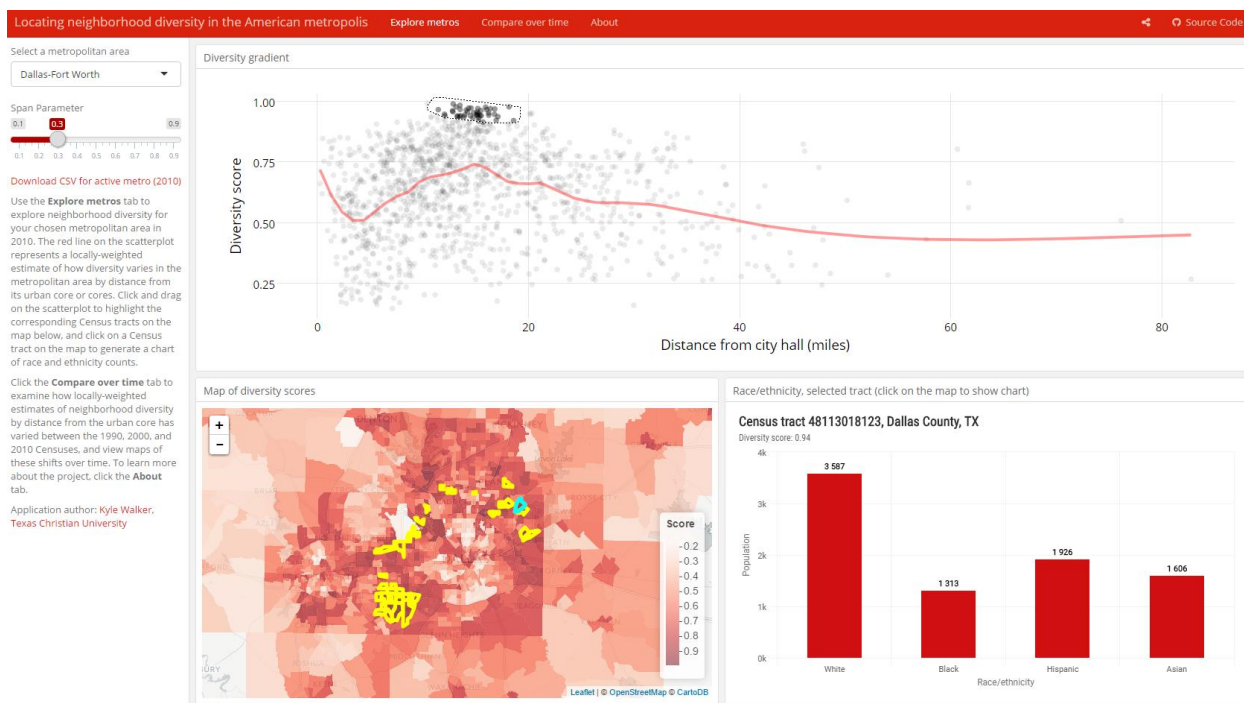 Locating neighborhood diversity in the American metropolis
Explore metros
Compare over time
About
Source Code
Select a metropolitan area
Dallas-Fort Worth
Span Parameter
0.1
0.3
0.9
0.1 0.2 0.3 0.4 0.5 0.6 0.7 0.8 0.9
Download CSV for active metro (2010)
Use the Explore metros tab to
explore neighborhood diversity for
your chosen metropolitan area in
2010. The red line on the scatterplot
represents a locally-weighted
estimate of how diversity varies in the
metropolitan area by distance from
its urban core or cores. Click and drag
on the scatterplot to highlight the
corresponding Census tracts on the
map below, and click on a Census
tract on the map to generate a chart
of race and ethnicity counts.
Click the Compare over time tab to
examine how locally-weighted
estimates of neighborhood diversity
by distance from the urban core has
varied between the 1990, 2000, and
2010 Censuses, and view maps of
these shifts over time. To learn more
about the project, click the About
tab.
Application author: Kyle Walker,
Texas Christian University
Diversity gradient
Diversity score
1.00
0.75
0.50
0.25
0 20 40 60 80
Distance from city hall (miles)
Map of diversity scores
+
−
Score
0.2
0.3
0.4
0.5
0.6
0.7
0.8
0.9
Leaflet | © OpenStreetMap © CartoDB
Race/ethnicity, selected tract (click on the map to show chart)
Census tract 48113018123, Dallas County, TX
Diversity score: 0.94
Population
4k
3k
2k
1k
0k
3 587
1 313
1 926
1 606
White Black Hispanic Asian
Race/ethnicity